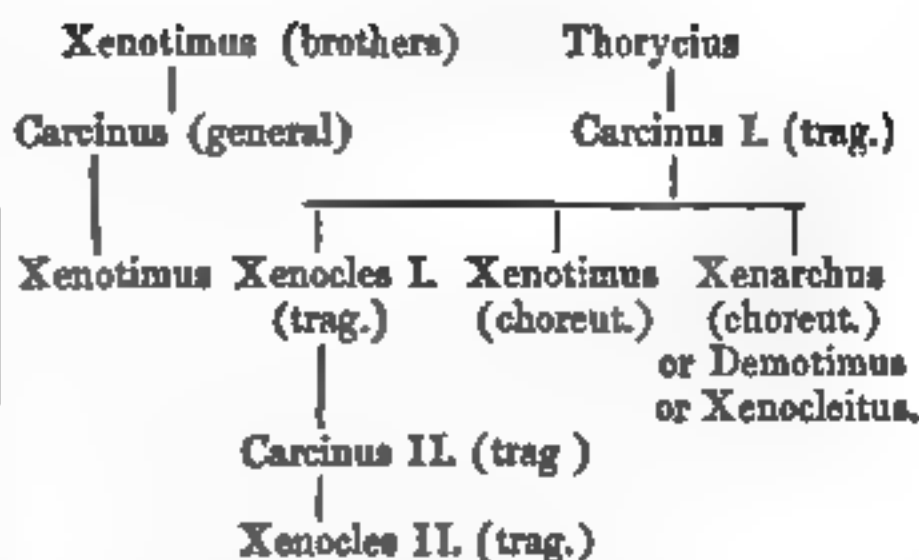 Xenotimus (brothers) Thorycius
Carcinus (general) Carcinus I. (trag.)
Xenotimus Xenocles I. Xenotimus Xenarchus
(trag.) (choreut.) (choreut.)
or Demotimus
or Xenocleitus.
Carcinus II. (trag )
Xenocles II. (trag.)